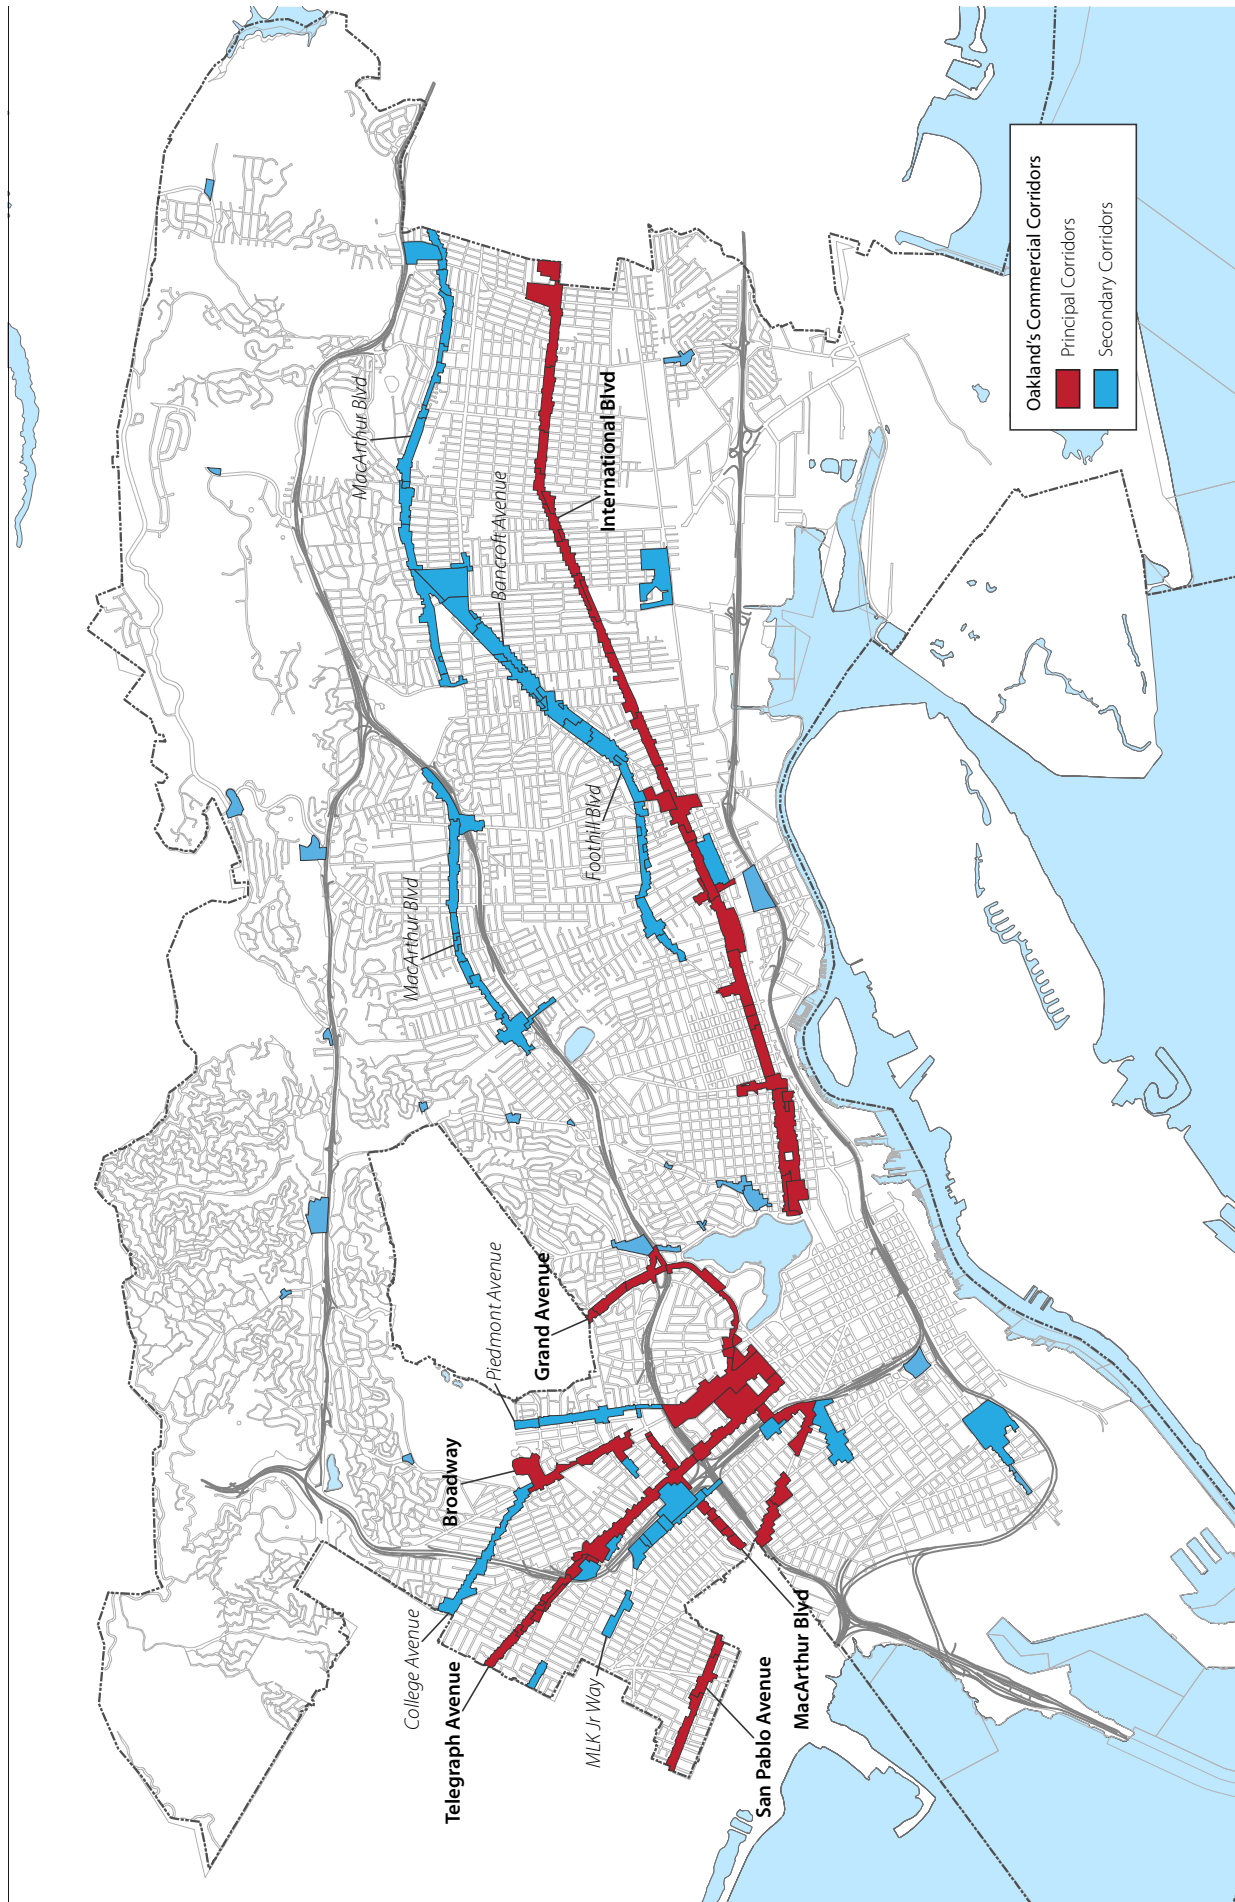 MacArthur Blvd
Bancroft Avenue
International Blvd
MacArthur Blvd
Foothill Blvd
Piedmont Avenue
Grand Avenue
Broadway
College Avenue
Telegraph Avenue
MLK Jr Way
San Pablo Avenue
MacArthur Blvd
Oakland's Commercial Corridors
Principal Corridors
Secondary Corridors